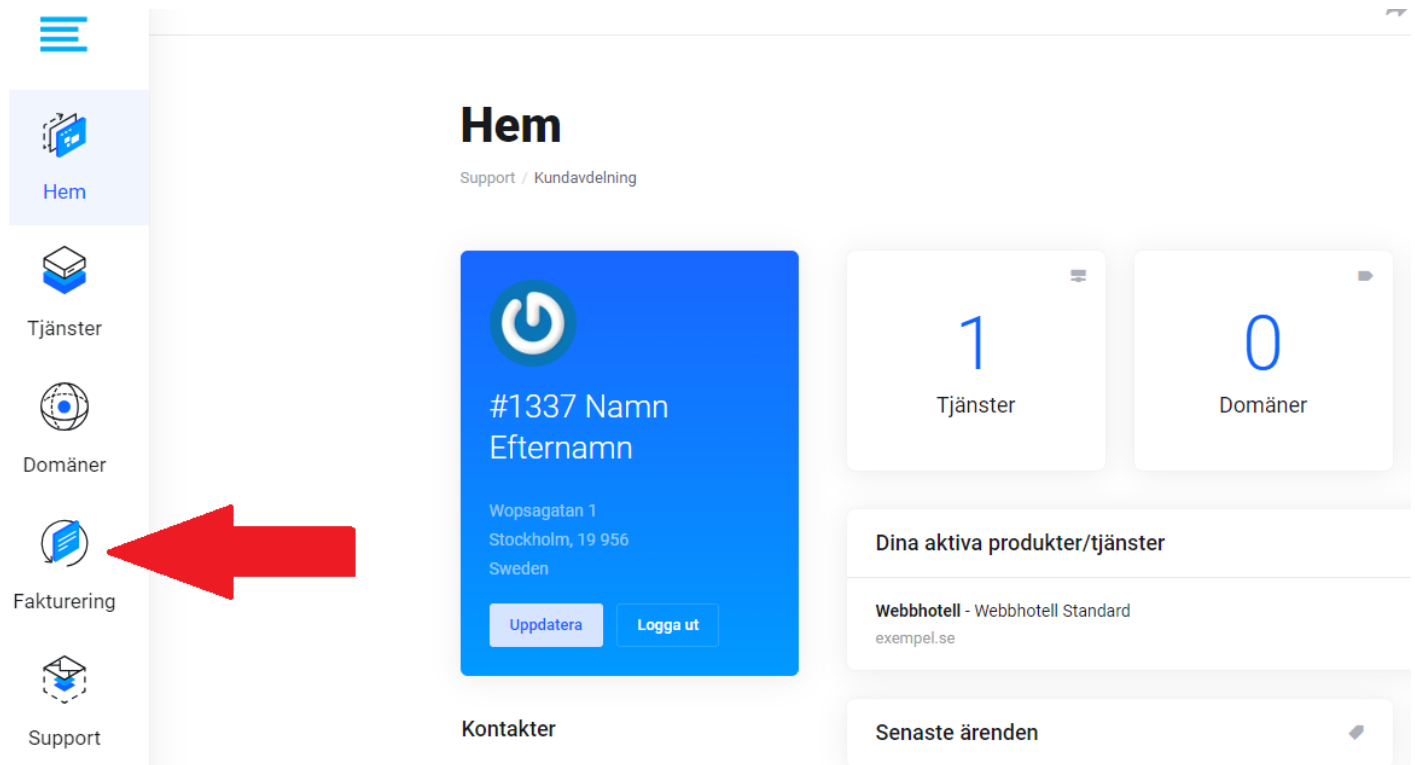 Hem
Tjänster
Domäner
Fakturering
Support
Hem
Support / Kundavdelning
#1337 Namn
Efternamn
Wopsagatan 1
Stockholm, 19 956
Sweden
Uppdatera
Logga ut
Kontakter
1
Tjänster
0
Domäner
Dina aktiva produkter/tjänster
Webbhotell - Webbhotell Standard
exempel.se
Senaste ärenden